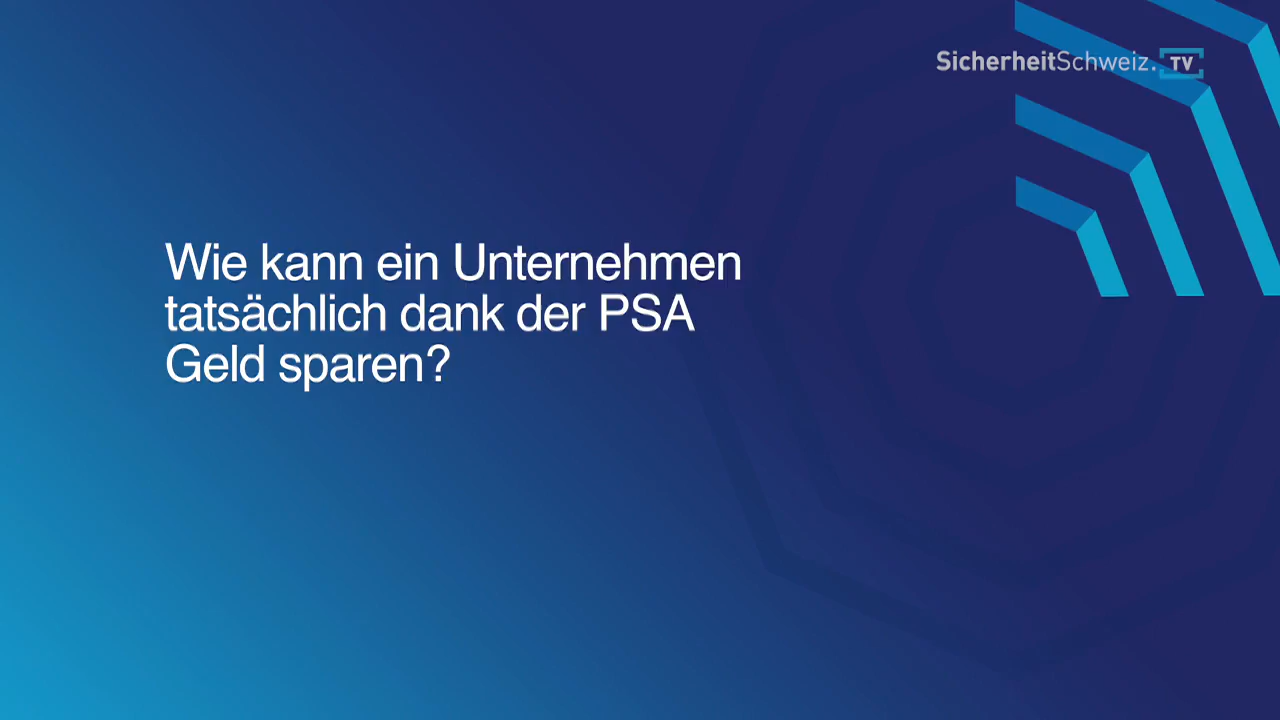 SicherheitSchweiz. TV
Wie kann ein Unternehmen
tatsächlich dank der PSA
Geld sparen?